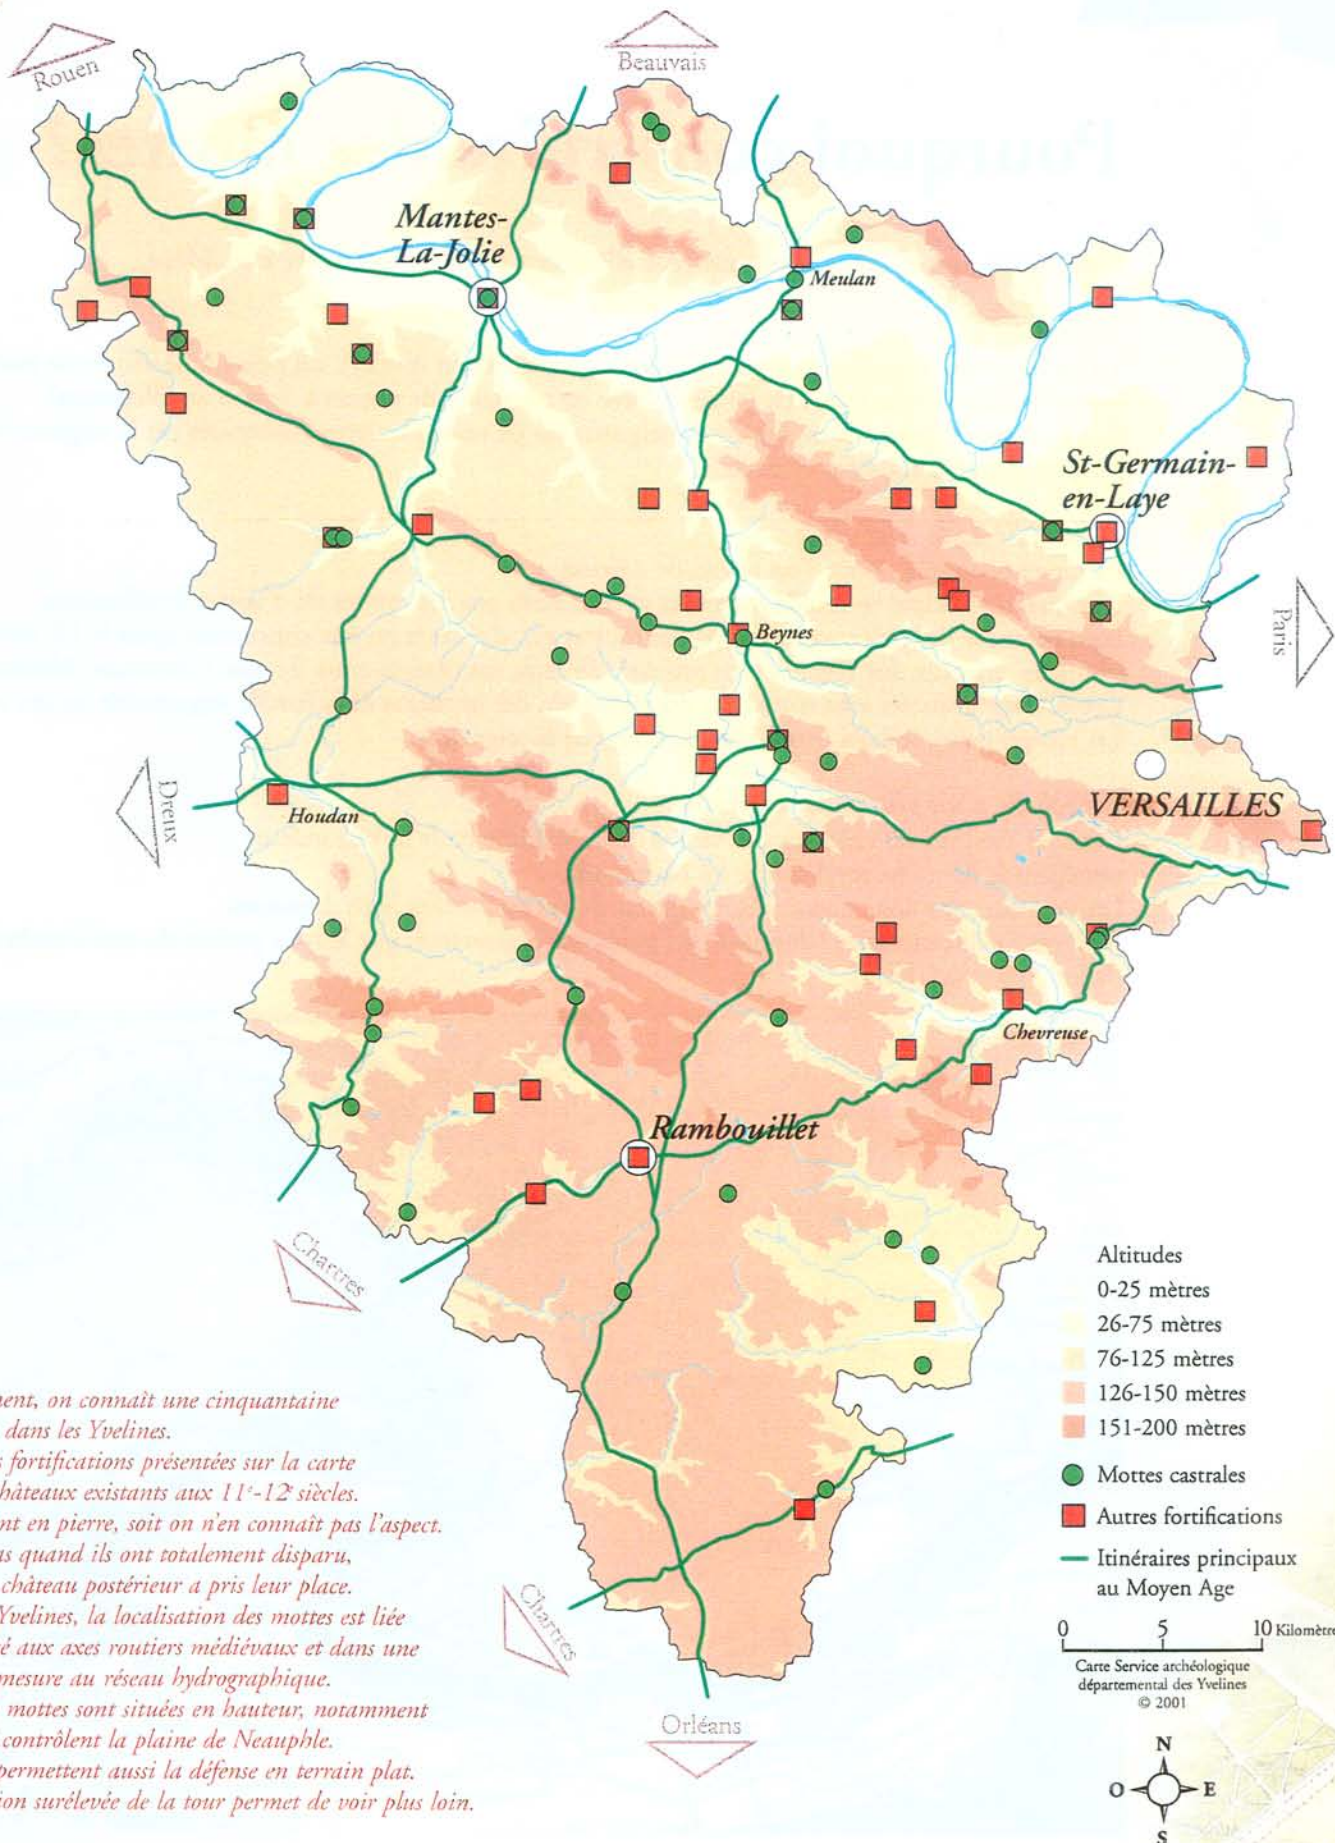 Rouen
Beauvais
Mantes-
La-Jolie
Meulan
St-Germain-
en-Laye
Paris
Beynes
Dreux
Houdan
VERSAILLES
Chevreuse
Rambouillet
Chartres
Altitudes
0-25 mètres
26-75 mètres
76-125 mètres
126-150 mètres
151-200 mètres
Mottes castrales
Autres fortifications
Itinéraires principaux
au Moyen Age
0 5 10 Kilomètre
Carte Service archéologique
départemental des Yvelines
© 2001
N
O E
S
Chartres
Orléans
ent, on connaît une cinquantaine
dans les Yvelines.
s fortifications présentées sur la carte
hâteaux existants aux 11e-12e siècles.
nt en pierre, soit on n'en connaît pas l'aspect.
as quand ils ont totalement disparu,
château postérieur a pris leur place.
Yvelines, la localisation des mottes est liée
é aux axes routiers médiévaux et dans une
mesure au réseau hydrographique.
mottes sont situées en hauteur, notamment
contrôlent la plaine de Neauphle.
permettent aussi la défense en terrain plat.
ion surélevée de la tour permet de voir plus loin.